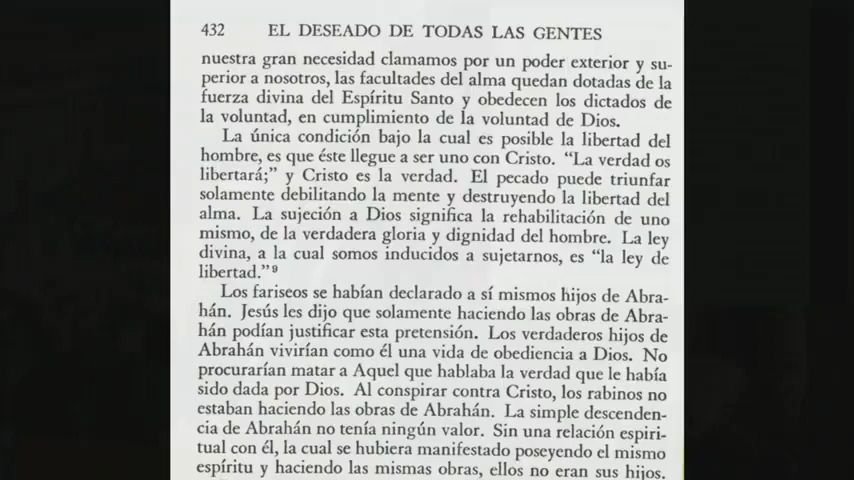 432 EL DESEADO DE TODAS LAS GENTES
nuestra gran necesidad clamamos por un poder exterior y su-
perior a nosotros, las facultades del alma quedan dotadas de la
fuerza divina del Espíritu Santo y obedecen los dictados de
la voluntad, en cumplimiento de la voluntad de Dios.
La única condición bajo la cual es posible la libertad del
hombre, es que éste llegue a ser uno con Cristo. “La verdad os
libertará;” y Cristo es la verdad. El pecado puede triunfar
solamente debilitando la mente y destruyendo la libertad del
alma. La sujeción a Dios significa la rehabilitación de uno
mismo, de la verdadera gloria y dignidad del hombre. La ley
divina, a la cual somos inducidos a sujetarnos, es “la ley de
libertad.”⁹
Los fariseos se habían declarado a sí mismos hijos de Abra-
hán. Jesús les dijo que solamente haciendo las obras de Abra-
hán podían justificar esta pretensión. Los verdaderos hijos de
Abrahán vivirían como él una vida de obediencia a Dios. No
procurarían matar a Aquel que hablaba la verdad que le había
sido dada por Dios. Al conspirar contra Cristo, los rabinos no
estaban haciendo las obras de Abrahán. La simple descenden-
cia de Abrahán no tenía ningún valor. Sin una relación espiri-
tual con él, la cual se hubiera manifestado poseyendo el mismo
espíritu y haciendo las mismas obras, ellos no eran sus hijos.